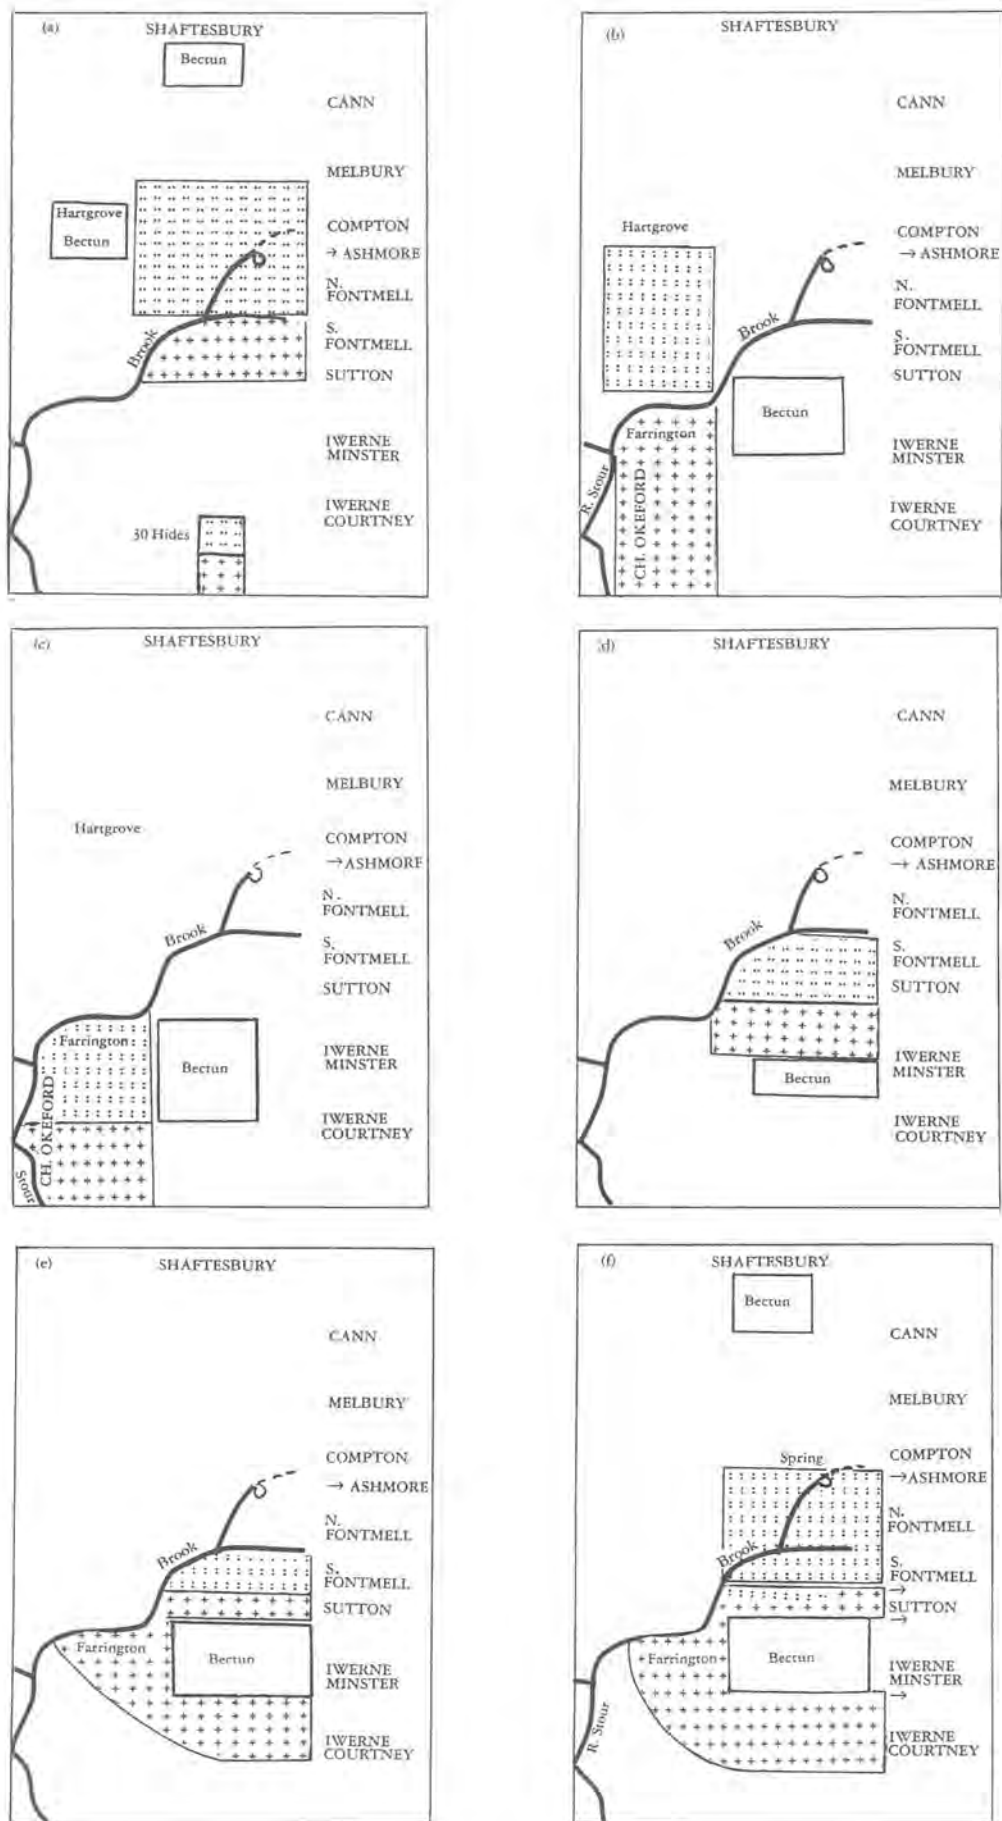 (a)
SHAFTESBURY
Bectun
CANN
MELBURY
Hartgrove
Bectun
COMPTON
→ ASHMORE
N.
FONTMELL
Brook
S.
FONTMELL
SUTTON
IWERNE
MINSTER
IWERNE
COURTNEY
30 Hides
(b)
SHAFTESBURY
CANN
MELBURY
Hartgrove
COMPTON
→ ASHMORE
N.
FONTMELL
Brook
S.
FONTMELL
SUTTON
Bectun
Farrington
IWERNE
MINSTER
R. Stour
CH. OKEFORD
IWERNE
COURTNEY
(c)
SHAFTESBURY
CANN
MELBURY
Hartgrove
COMPTON
→ASHMORE
N.
FONTMELL
Brook
S.
FONTMELL
SUTTON
Farrington
Bectun
IWERNE
MINSTER
CH. OKEFORD
IWERNE
COURTNEY
Stour
(d)
SHAFTESBURY
CANN
MELBURY
COMPTON
→ ASHMORE
N.
FONTMELL
Brook
S.
FONTMELL
SUTTON
IWERNE
MINSTER
Bectun
IWERNE
COURTNEY
(e)
SHAFTESBURY
CANN
MELBURY
COMPTON
→ ASHMORE
N.
FONTMELL
Brook
S.
FONTMELL
SUTTON
Farrington
Bectun
IWERNE
MINSTER
IWERNE
COURTNEY
(f)
SHAFTESBURY
Bectun
CANN
MELBURY
Spring
COMPTON
→ASHMORE
N.
FONTMELL
Brook
S.
FONTMELL
→
SUTTON
→
Farrington
Bectun
IWERNE
MINSTER
→
R. Stour
IWERNE
COURTNEY